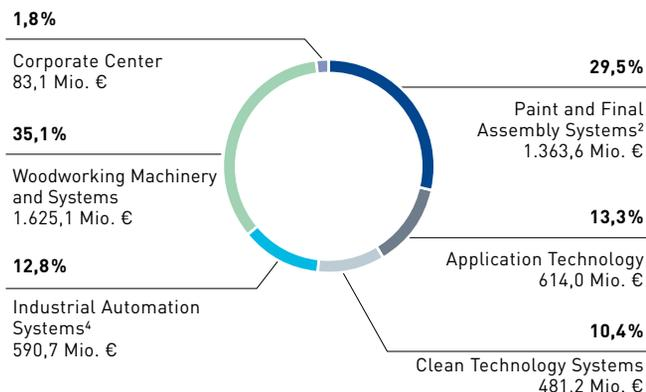 1,8%
Corporate Center
83,1 Mio. €
35,1%
Woodworking Machinery
and Systems
1.625,1 Mio. €
12,8%
Industrial Automation
Systems⁴
590,7 Mio. €
29,5%
Paint and Final
Assembly Systems²
1.363,6 Mio. €
13,3%
Application Technology
614,0 Mio. €
10,4%
Clean Technology Systems
481,2 Mio. €